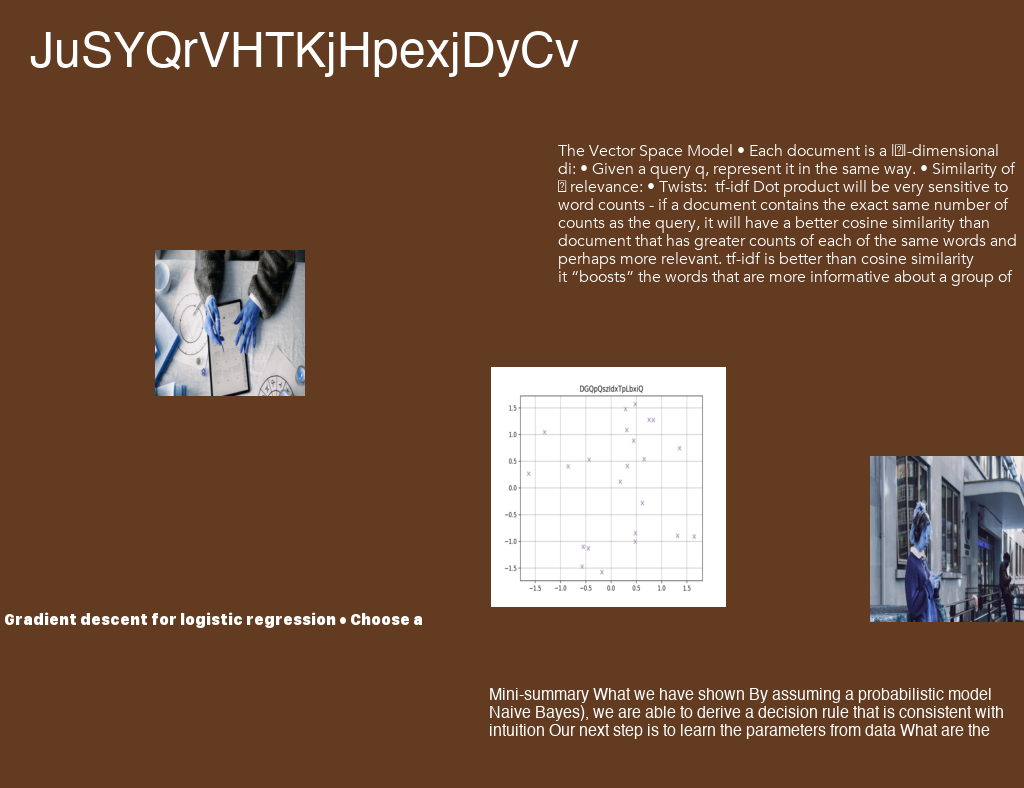 JuSYQrVHTKjHpexjDyCv
The Vector Space Model • Each document is a |�|-dimensional
di: • Given a query q, represent it in the same way. • Similarity of
� relevance: • Twists: tf-idf Dot product will be very sensitive to
word counts - if a document contains the exact same number of
counts as the query, it will have a better cosine similarity than
document that has greater counts of each of the same words and
perhaps more relevant. tf-idf is better than cosine similarity
it “boosts” the words that are more informative about a group of
DGQpQszIdxTpLbxiQ
1.5
1.0
0.5
0.0
−0.5
−1.0
−1.5
−1.5 −1.0 −0.5 0.0 0.5 1.0 1.5
Gradient descent for logistic regression • Choose a
Mini-summary What we have shown By assuming a probabilistic model
Naive Bayes), we are able to derive a decision rule that is consistent with
intuition Our next step is to learn the parameters from data What are the